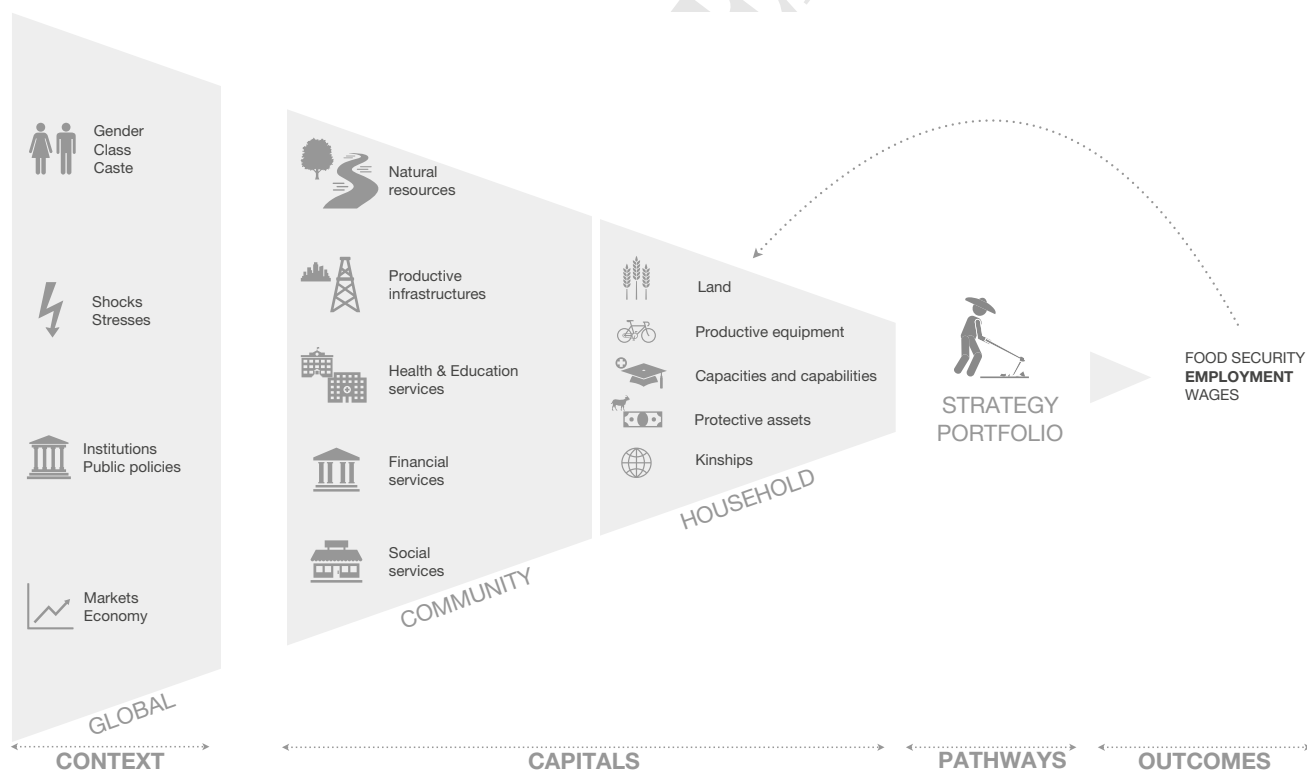 Gender
Class
Caste
Shocks
Stresses
Institutions
Public policies
Markets
Economy
GLOBAL
Natural
resources
Productive
infrastructures
Health & Education
services
Financial
services
Social
services
COMMUNITY
Land
Productive equipment
Capacities and capabilities
Protective assets
Kinships
HOUSEHOLD
STRATEGY
PORTFOLIO
FOOD SECURITY
EMPLOYMENT
WAGES
CONTEXT
CAPITALS
PATHWAYS
OUTCOMES